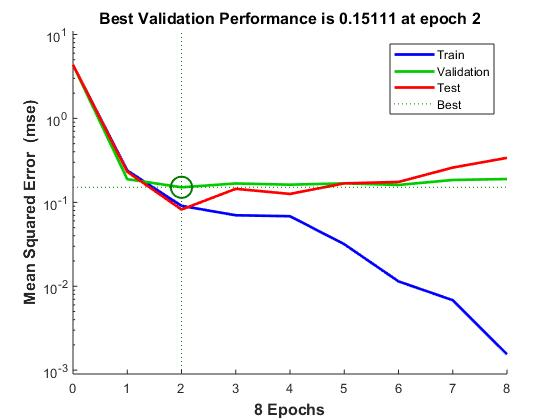 Best Validation Performance is 0.15111 at epoch 2
Mean Squared Error  (mse)
10^1
10^0
10^-1
10^-2
10^-3
Train
Validation
Test
Best
0 1 2 3 4 5 6 7 8
8 Epochs